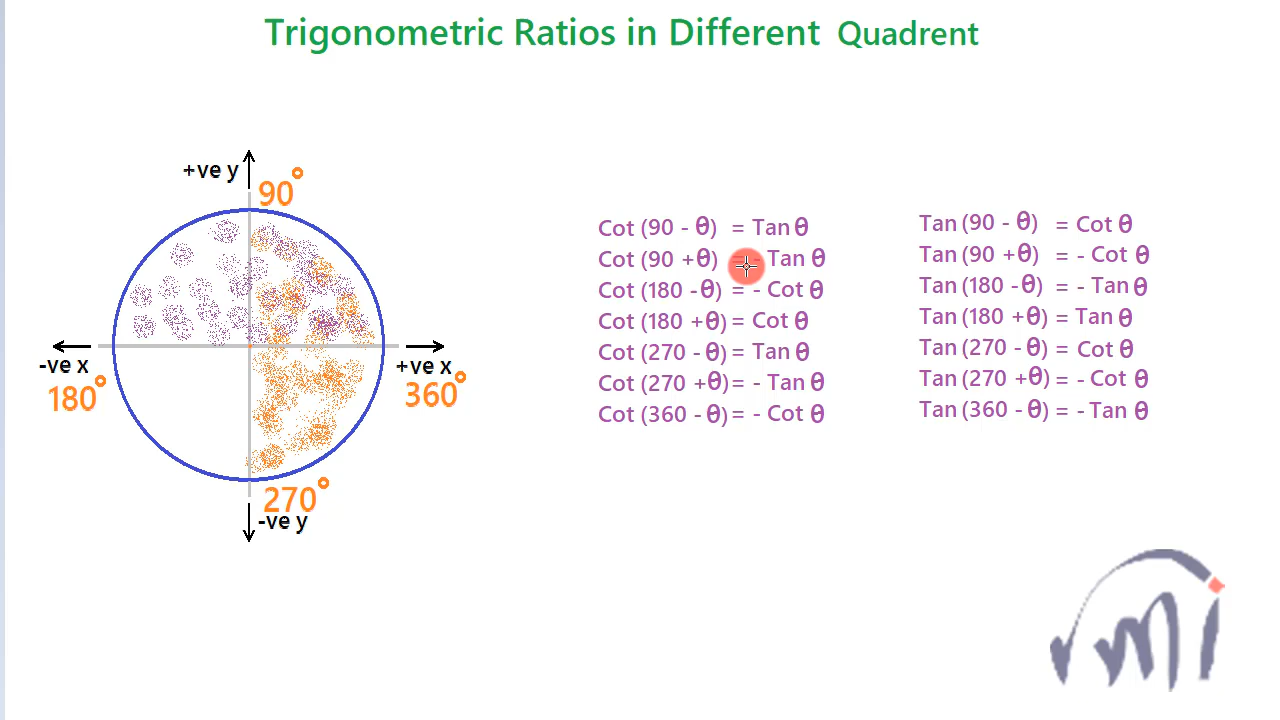 Trigonometric Ratios in Different Quadrent
+ve y
90°
-ve x
180°
+ve x
360°
270°
-ve y
Cot (90 - θ) = Tan θ
Cot (90 +θ) = - Tan θ
Cot (180 -θ) = - Cot θ
Cot (180 +θ) = Cot θ
Cot (270 - θ) = Tan θ
Cot (270 +θ) = - Tan θ
Cot (360 - θ) = - Cot θ
Tan (90 - θ) = Cot θ
Tan (90 +θ) = - Cot θ
Tan (180 -θ) = - Tan θ
Tan (180 +θ) = Tan θ
Tan (270 - θ) = Cot θ
Tan (270 +θ) = - Cot θ
Tan (360 - θ) = - Tan θ
rmi